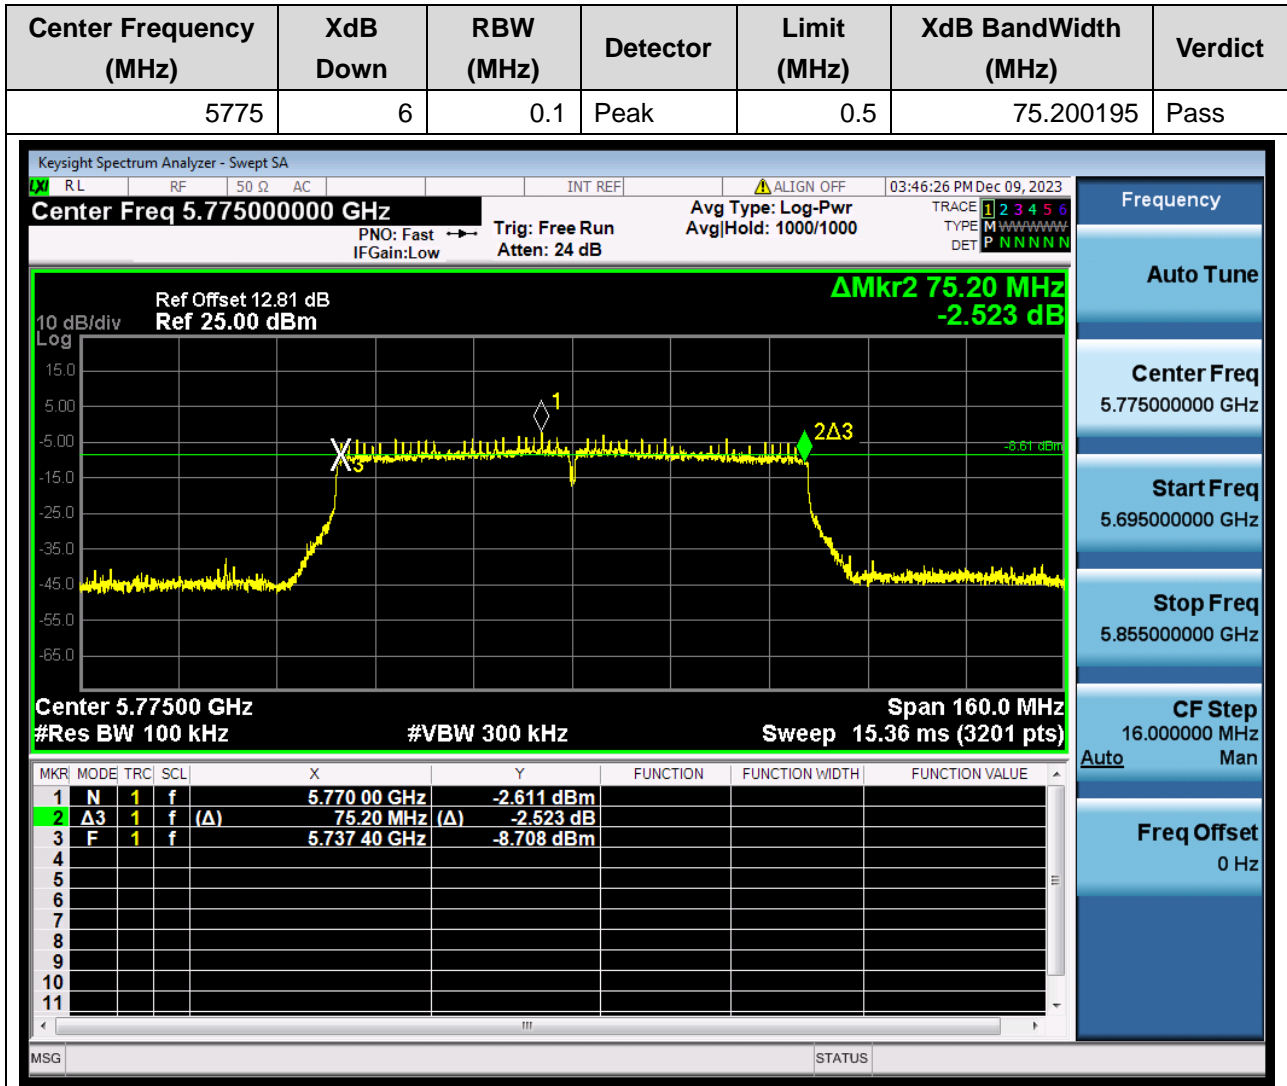 Center Frequency (MHz) XdB Down RBW (MHz) Detector Limit (MHz) XdB BandWidth (MHz) Verdict
5775 6 0.1 Peak 0.5 75.200195 Pass
Keysight Spectrum Analyzer - Swept SA
LXI RL RF 50 Ω AC INT REF ALIGN OFF 03:46:26 PM Dec 09, 2023
Center Freq 5.775000000 GHz
PNO: Fast
IFGain:Low
Trig: Free Run
Atten: 24 dB
Avg Type: Log-Pwr
Avg|Hold: 1000/1000
TRACE 1 2 3 4 5 6
TYPE M WWWWW
DET P N N N N N
ΔMkr2 75.20 MHz
-2.523 dB
Ref Offset 12.81 dB
10 dB/div Ref 25.00 dBm
Log
15.0
5.00
-5.00
-15.0
-25.0
-35.0
-45.0
-55.0
-65.0
1
2Δ3
3
-8.61 dBm
Center 5.77500 GHz Span 160.0 MHz
#Res BW 100 kHz #VBW 300 kHz Sweep 15.36 ms (3201 pts)
MKR MODE TRC SCL X Y FUNCTION FUNCTION WIDTH FUNCTION VALUE
1 N 1 f 5.770 00 GHz -2.611 dBm
2 Δ3 1 f (Δ) 75.20 MHz (Δ) -2.523 dB
3 F 1 f 5.737 40 GHz -8.708 dBm
4
5
6
7
8
9
10
11
MSG STATUS
Frequency
Auto Tune
Center Freq
5.775000000 GHz
Start Freq
5.695000000 GHz
Stop Freq
5.855000000 GHz
CF Step
16.000000 MHz
Auto Man
Freq Offset
0 Hz